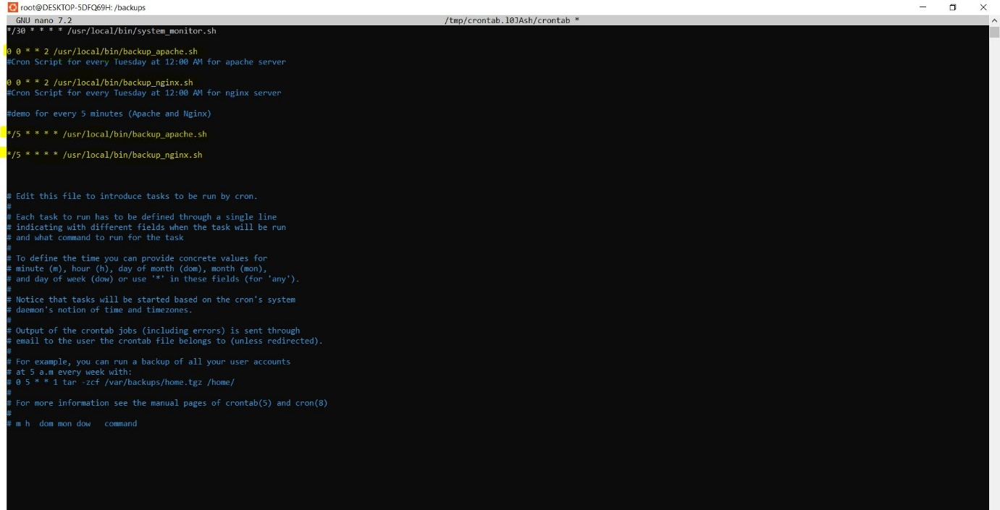 root@DESKTOP-5DFQ69H: /backups
GNU nano 7.2 /tmp/crontab.l0JAsh/crontab *
*/30 * * * * /usr/local/bin/system_monitor.sh
0 0 * * 2 /usr/local/bin/backup_apache.sh
#Cron Script for every Tuesday at 12:00 AM for apache server
0 0 * * 2 /usr/local/bin/backup_nginx.sh
#Cron Script for every Tuesday at 12:00 AM for nginx server
#demo for every 5 minutes (Apache and Nginx)
*/5 * * * * /usr/local/bin/backup_apache.sh
*/5 * * * * /usr/local/bin/backup_nginx.sh
# Edit this file to introduce tasks to be run by cron.
#
# Each task to run has to be defined through a single line
# indicating with different fields when the task will be run
# and what command to run for the task
#
# To define the time you can provide concrete values for
# minute (m), hour (h), day of month (dom), month (mon),
# and day of week (dow) or use '*' in these fields (for 'any').
#
# Notice that tasks will be started based on the cron's system
# daemon's notion of time and timezones.
#
# Output of the crontab jobs (including errors) is sent through
# email to the user the crontab file belongs to (unless redirected).
#
# For example, you can run a backup of all your user accounts
# at 5 a.m every week with:
# 0 5 * * 1 tar -zcf /var/backups/home.tgz /home/
#
# For more information see the manual pages of crontab(5) and cron(8)
#
# m h  dom mon dow   command